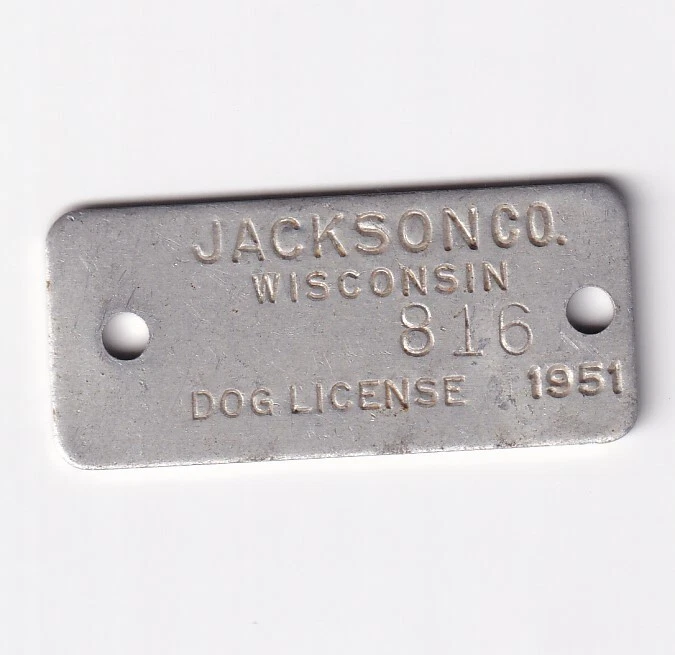 JACKSON CO.
WISCONSIN
816
DOG LICENSE 1951